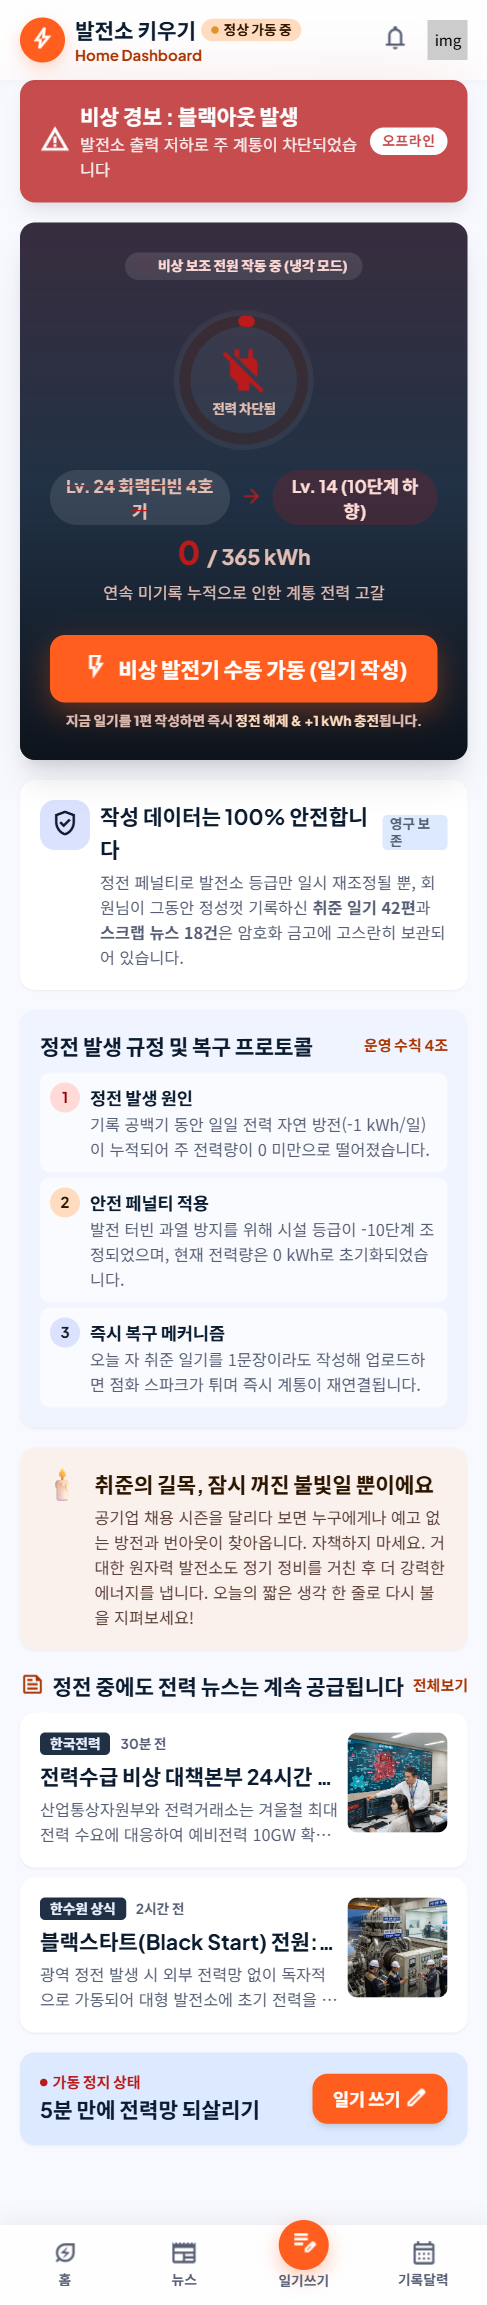 발전소 키우기
정상 가동 중
Home Dashboard
img
비상 경보 : 블랙아웃 발생
발전소 출력 저하로 주 계통이 차단되었습
니다
오프라인
비상 보조 전원 작동 중 (냉각 모드)
전력 차단됨
Lv. 24 화력터빈 4호
기
→
Lv. 14 (10단계 하
향)
0 / 365 kWh
연속 미기록 누적으로 인한 계통 전력 고갈
비상 발전기 수동 가동 (일기 작성)
지금 일기를 1편 작성하면 즉시 정전 해제 & +1 kWh 충전됩니다.
작성 데이터는 100% 안전합니
다
영구 보
존
정전 페널티로 발전소 등급만 일시 재조정될 뿐, 회
원님이 그동안 정성껏 기록하신 취준 일기 42편과
스크랩 뉴스 18건은 암호화 금고에 고스란히 보관되
어 있습니다.
정전 발생 규정 및 복구 프로토콜
운영 수칙 4조
1
정전 발생 원인
기록 공백기 동안 일일 전력 자연 방전(-1 kWh/일)
이 누적되어 주 전력량이 0 미만으로 떨어졌습니다.
2
안전 페널티 적용
발전 터빈 과열 방지를 위해 시설 등급이 -10단계 조
정되었으며, 현재 전력량은 0 kWh로 초기화되었습
니다.
3
즉시 복구 메커니즘
오늘 자 취준 일기를 1문장이라도 작성해 업로드하
면 점화 스파크가 튀며 즉시 계통이 재연결됩니다.
취준의 길목, 잠시 꺼진 불빛일 뿐이에요
공기업 채용 시즌을 달리다 보면 누구에게나 예고 없
는 방전과 번아웃이 찾아옵니다. 자책하지 마세요. 거
대한 원자력 발전소도 정기 정비를 거친 후 더 강력한
에너지를 냅니다. 오늘의 짧은 생각 한 줄로 다시 불
을 지펴보세요!
정전 중에도 전력 뉴스는 계속 공급됩니다
전체보기
한국전력
30분 전
전력수급 비상 대책본부 24시간 ...
산업통상자원부와 전력거래소는 겨울철 최대
전력 수요에 대응하여 예비전력 10GW 확...
한수원 상식
2시간 전
블랙스타트(Black Start) 전원: ...
광역 정전 발생 시 외부 전력망 없이 독자적
으로 가동되어 대형 발전소에 초기 전력을 ...
가동 정지 상태
5분 만에 전력망 되살리기
일기 쓰기
홈
뉴스
일기쓰기
기록달력